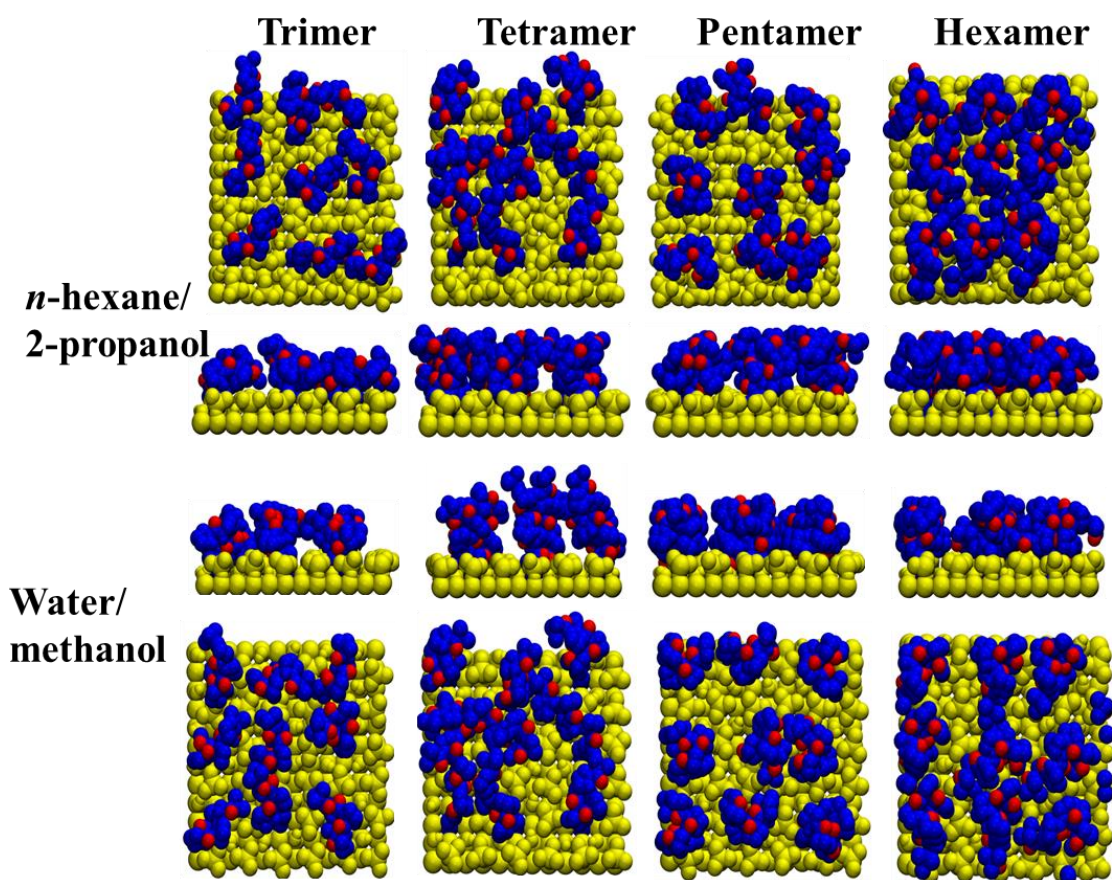 Trimer Tetramer Pentamer Hexamer
n-hexane/
2-propanol
Water/
methanol